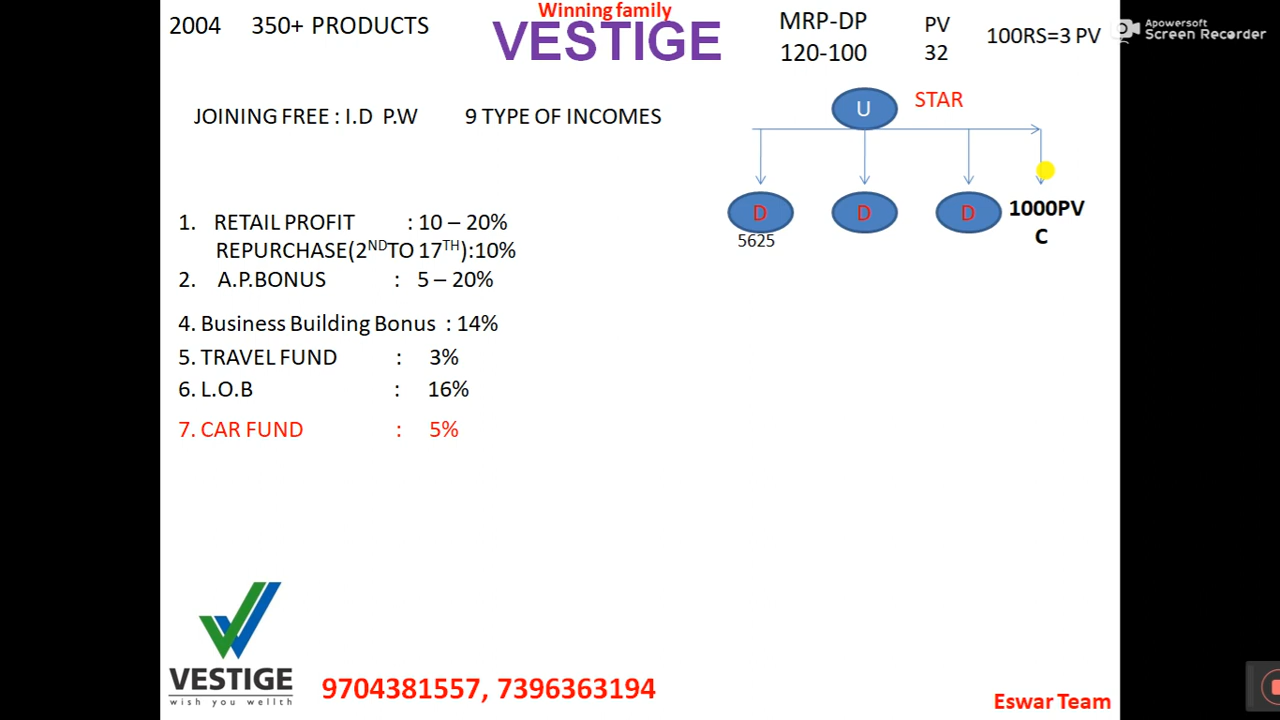 Winning family
2004 350+ PRODUCTS VESTIGE MRP-DP PV 100RS=3 PV
120-100 32
Apowersoft
Screen Recorder
JOINING FREE : I.D P.W 9 TYPE OF INCOMES
U STAR
D D D 1000PV
5625 C
1. RETAIL PROFIT : 10 – 20%
REPURCHASE(2ND TO 17TH):10%
2. A.P.BONUS : 5 – 20%
4. Business Building Bonus : 14%
5. TRAVEL FUND : 3%
6. L.O.B : 16%
7. CAR FUND : 5%
VESTIGE
wish you wellth
9704381557, 7396363194
Eswar Team